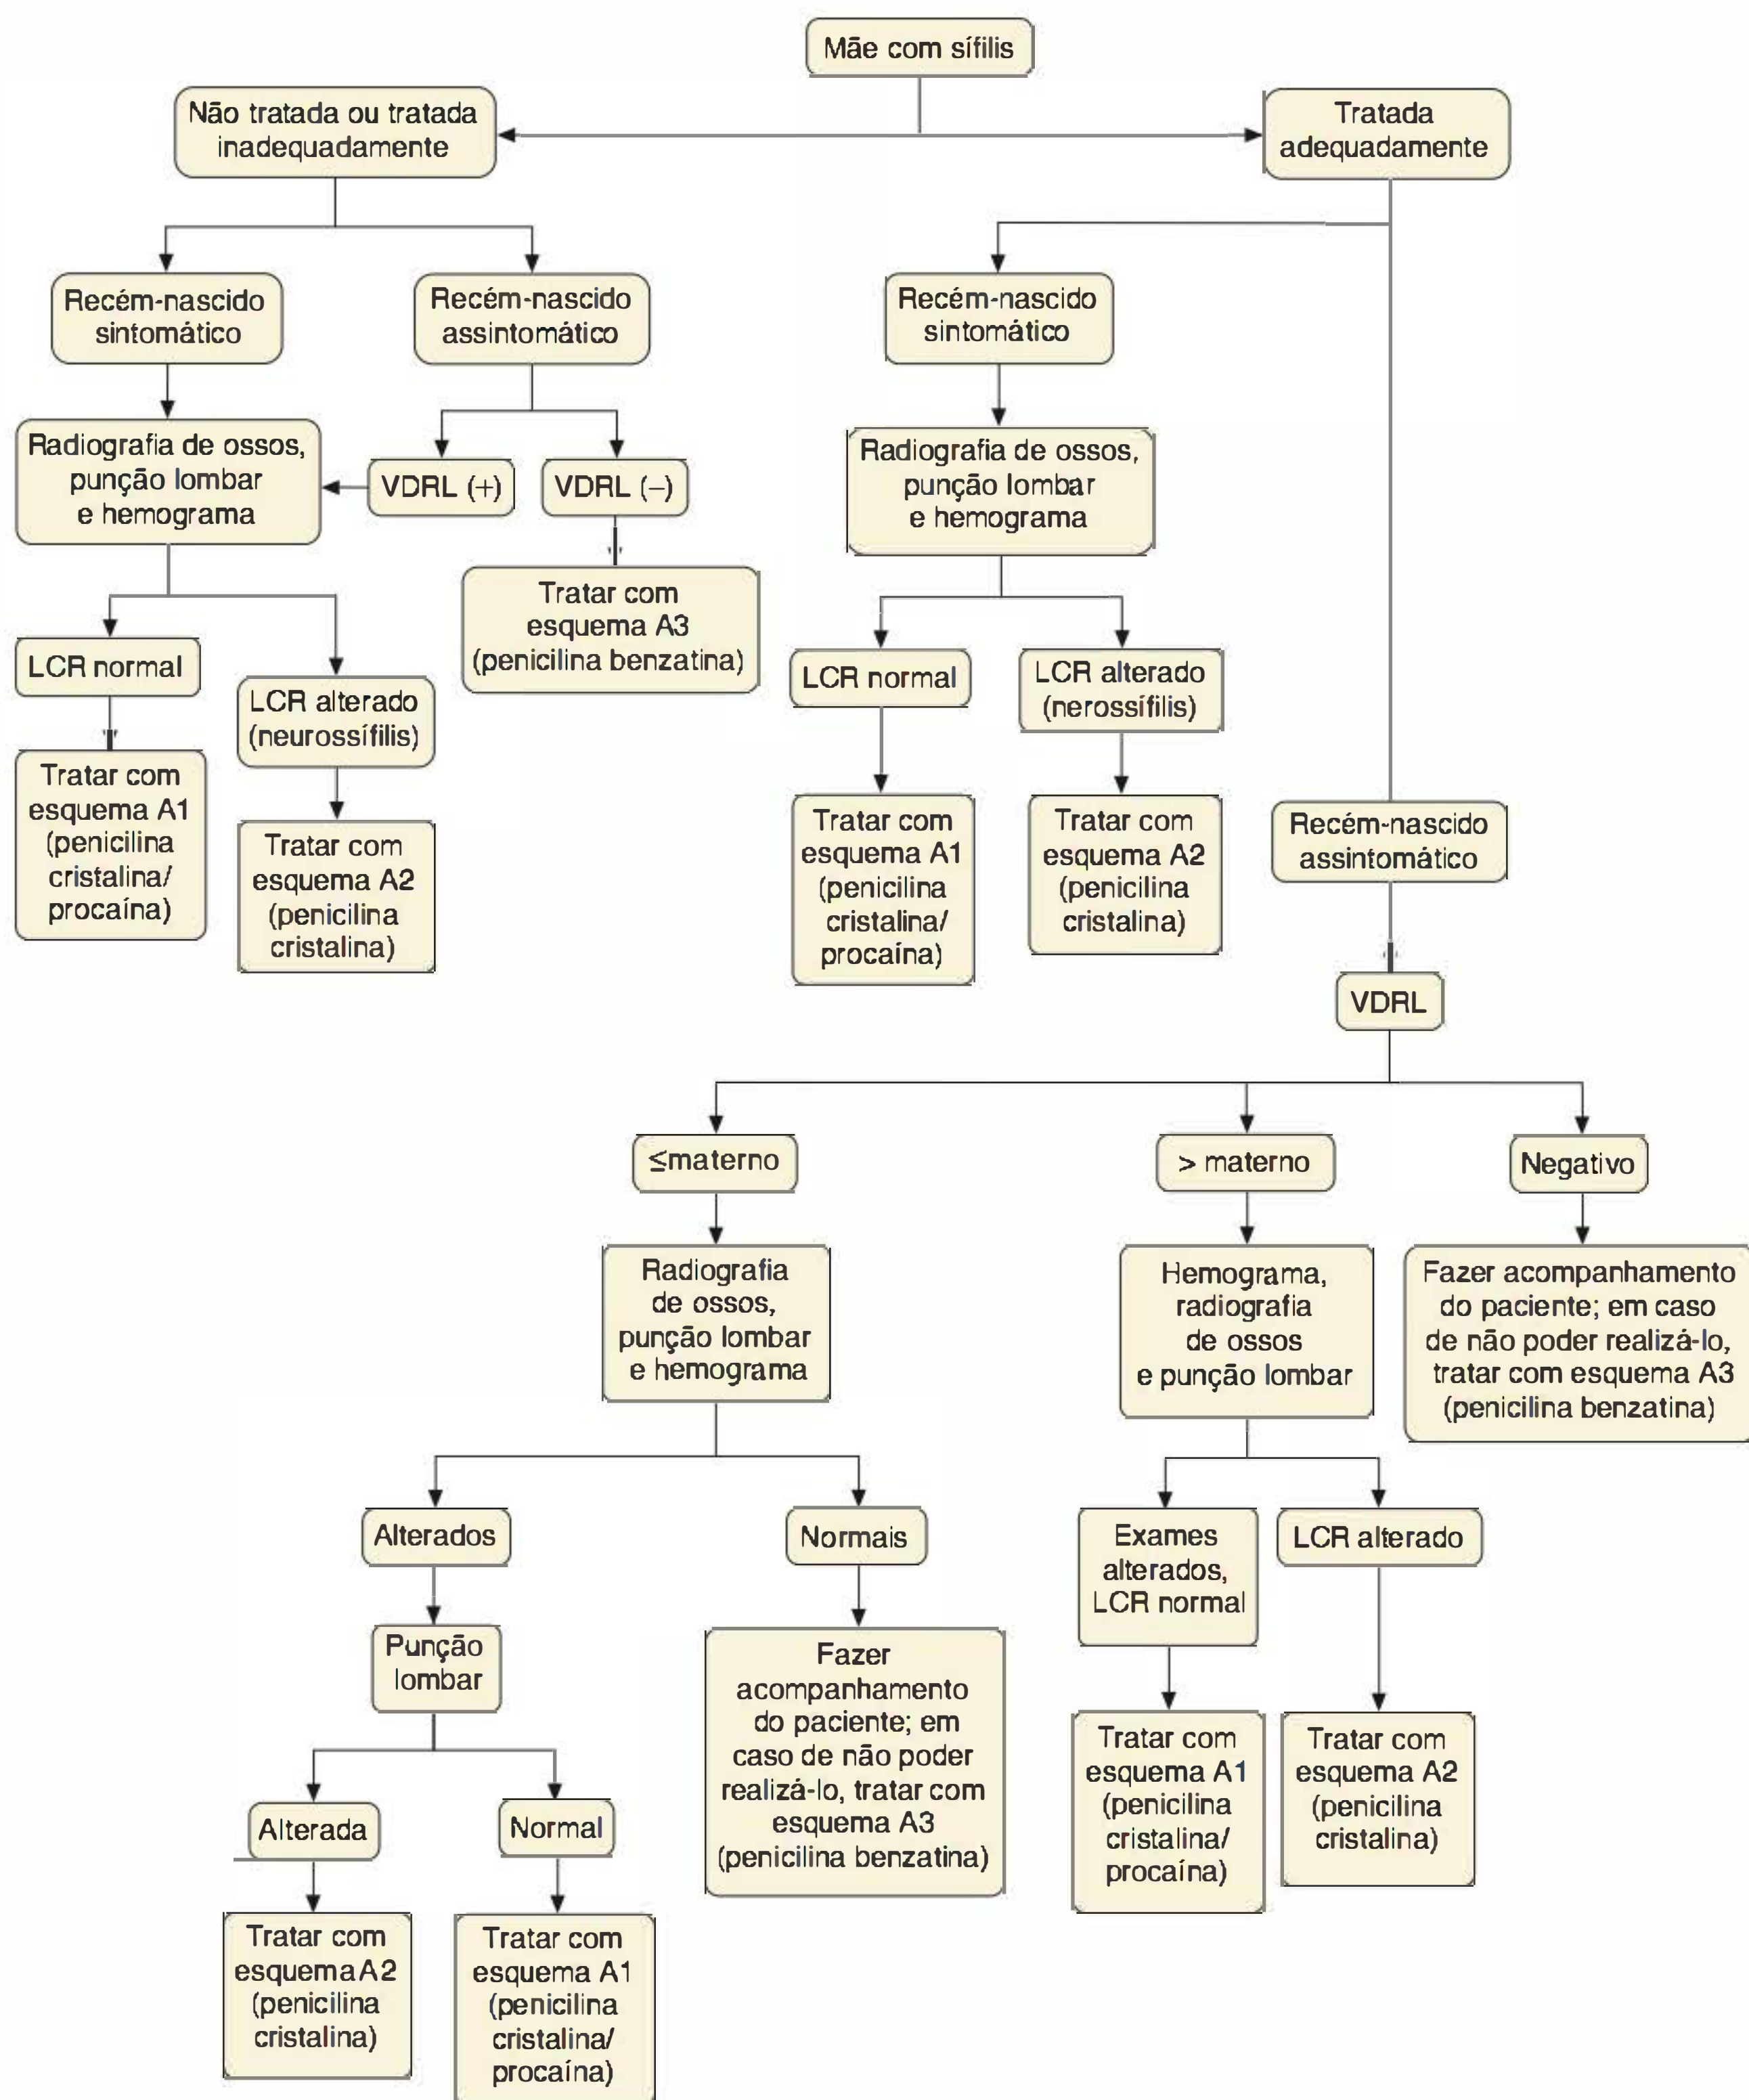 Mãe com sífilis
Não tratada ou tratada
inadequadamente
Tratada
adequadamente
Recém-nascido
sintomático
Recém-nascido
assintomático
Recém-nascido
sintomático
Radiografia de ossos,
punção lombar
e hemograma
VDRL (+)
VDRL (–)
Radiografia de ossos,
punção lombar
e hemograma
Tratar com
esquema A3
(penicilina benzatina)
LCR normal
LCR alterado
(neurossífilis)
LCR normal
LCR alterado
(nerossífilis)
Tratar com
esquema A1
(penicilina
cristalina/
procaína)
Tratar com
esquema A2
(penicilina
cristalina)
Tratar com
esquema A1
(penicilina
cristalina/
procaína)
Tratar com
esquema A2
(penicilina
cristalina)
Recém-nascido
assintomático
VDRL
≤materno
> materno
Negativo
Radiografia
de ossos,
punção lombar
e hemograma
Hemograma,
radiografia
de ossos
e punção lombar
Fazer acompanhamento
do paciente; em caso
de não poder realizá-lo,
tratar com esquema A3
(penicilina benzatina)
Alterados
Normais
Exames
alterados,
LCR normal
LCR alterado
Punção
lombar
Fazer
acompanhamento
do paciente; em
caso de não poder
realizá-lo, tratar com
esquema A3
(penicilina benzatina)
Tratar com
esquema A1
(penicilina
cristalina/
procaína)
Tratar com
esquema A2
(penicilina
cristalina)
Alterada
Normal
Tratar com
esquema A2
(penicilina
cristalina)
Tratar com
esquema A1
(penicilina
cristalina/
procaína)